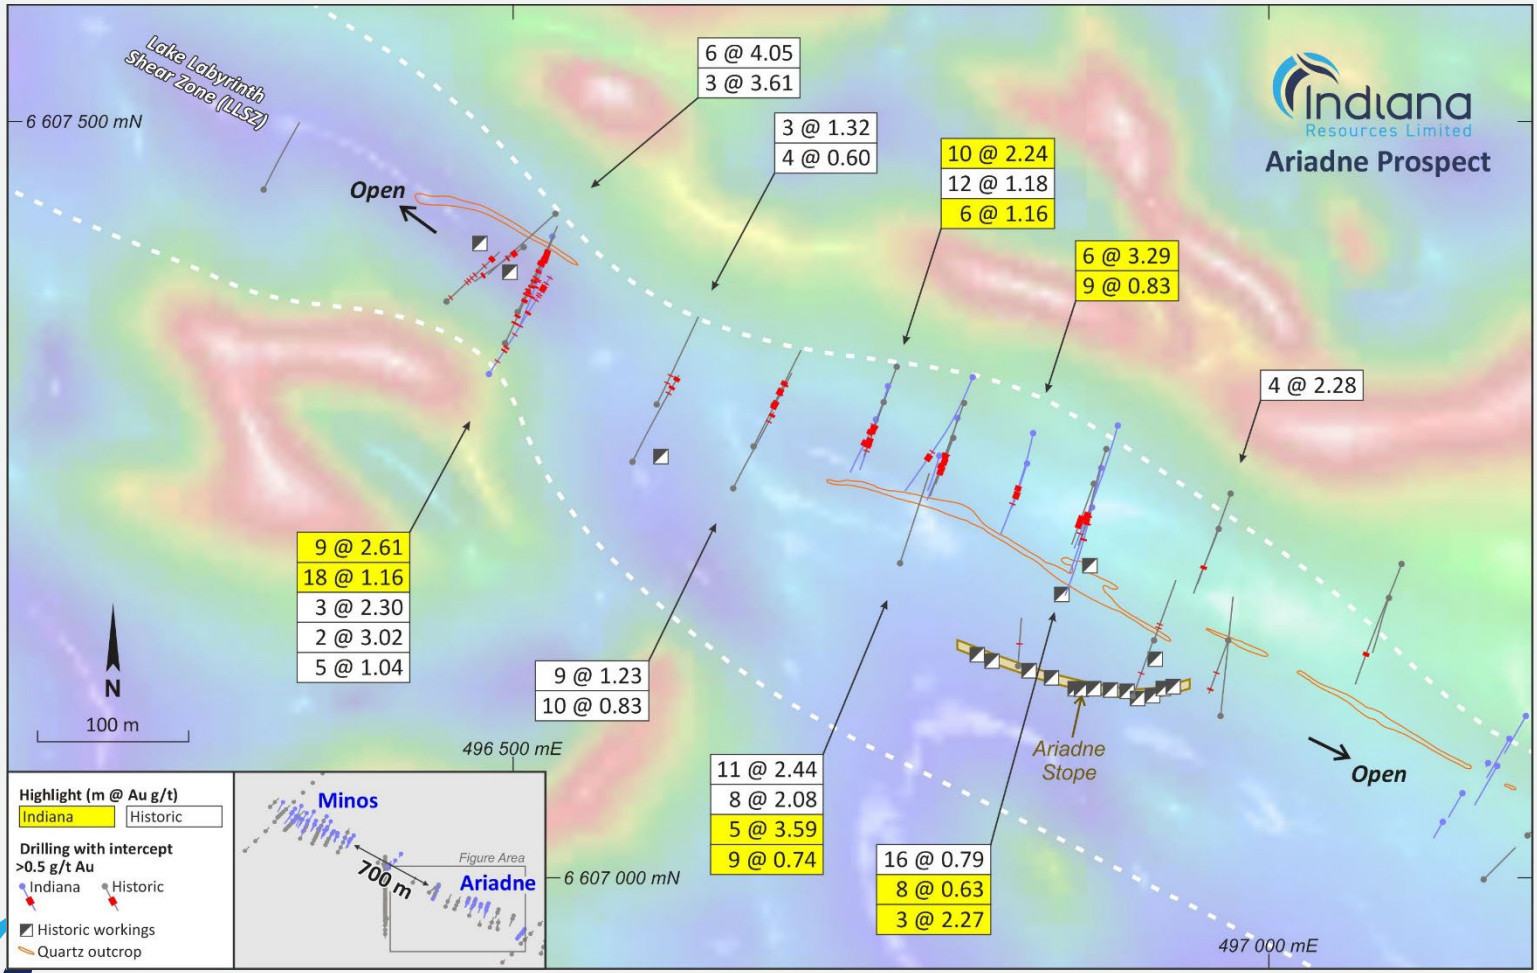 Lake Labyrinth
Shear Zone (LLSZ)
6 607 500 mN
Open
6 @ 4.05
3 @ 3.61
3 @ 1.32
4 @ 0.60
10 @ 2.24
12 @ 1.18
6 @ 1.16
6 @ 3.29
9 @ 0.83
4 @ 2.28
Indiana
Resources Limited
Ariadne Prospect
9 @ 2.61
18 @ 1.16
3 @ 2.30
2 @ 3.02
5 @ 1.04
9 @ 1.23
10 @ 0.83
11 @ 2.44
8 @ 2.08
5 @ 3.59
9 @ 0.74
16 @ 0.79
8 @ 0.63
3 @ 2.27
Ariadne
Stope
Open
N
100 m
496 500 mE
6 607 000 mN
497 000 mE
Highlight (m @ Au g/t)
Indiana
Historic
Drilling with intercept
>0.5 g/t Au
Indiana
Historic
Historic workings
Quartz outcrop
Minos
700 m
Figure Area
Ariadne